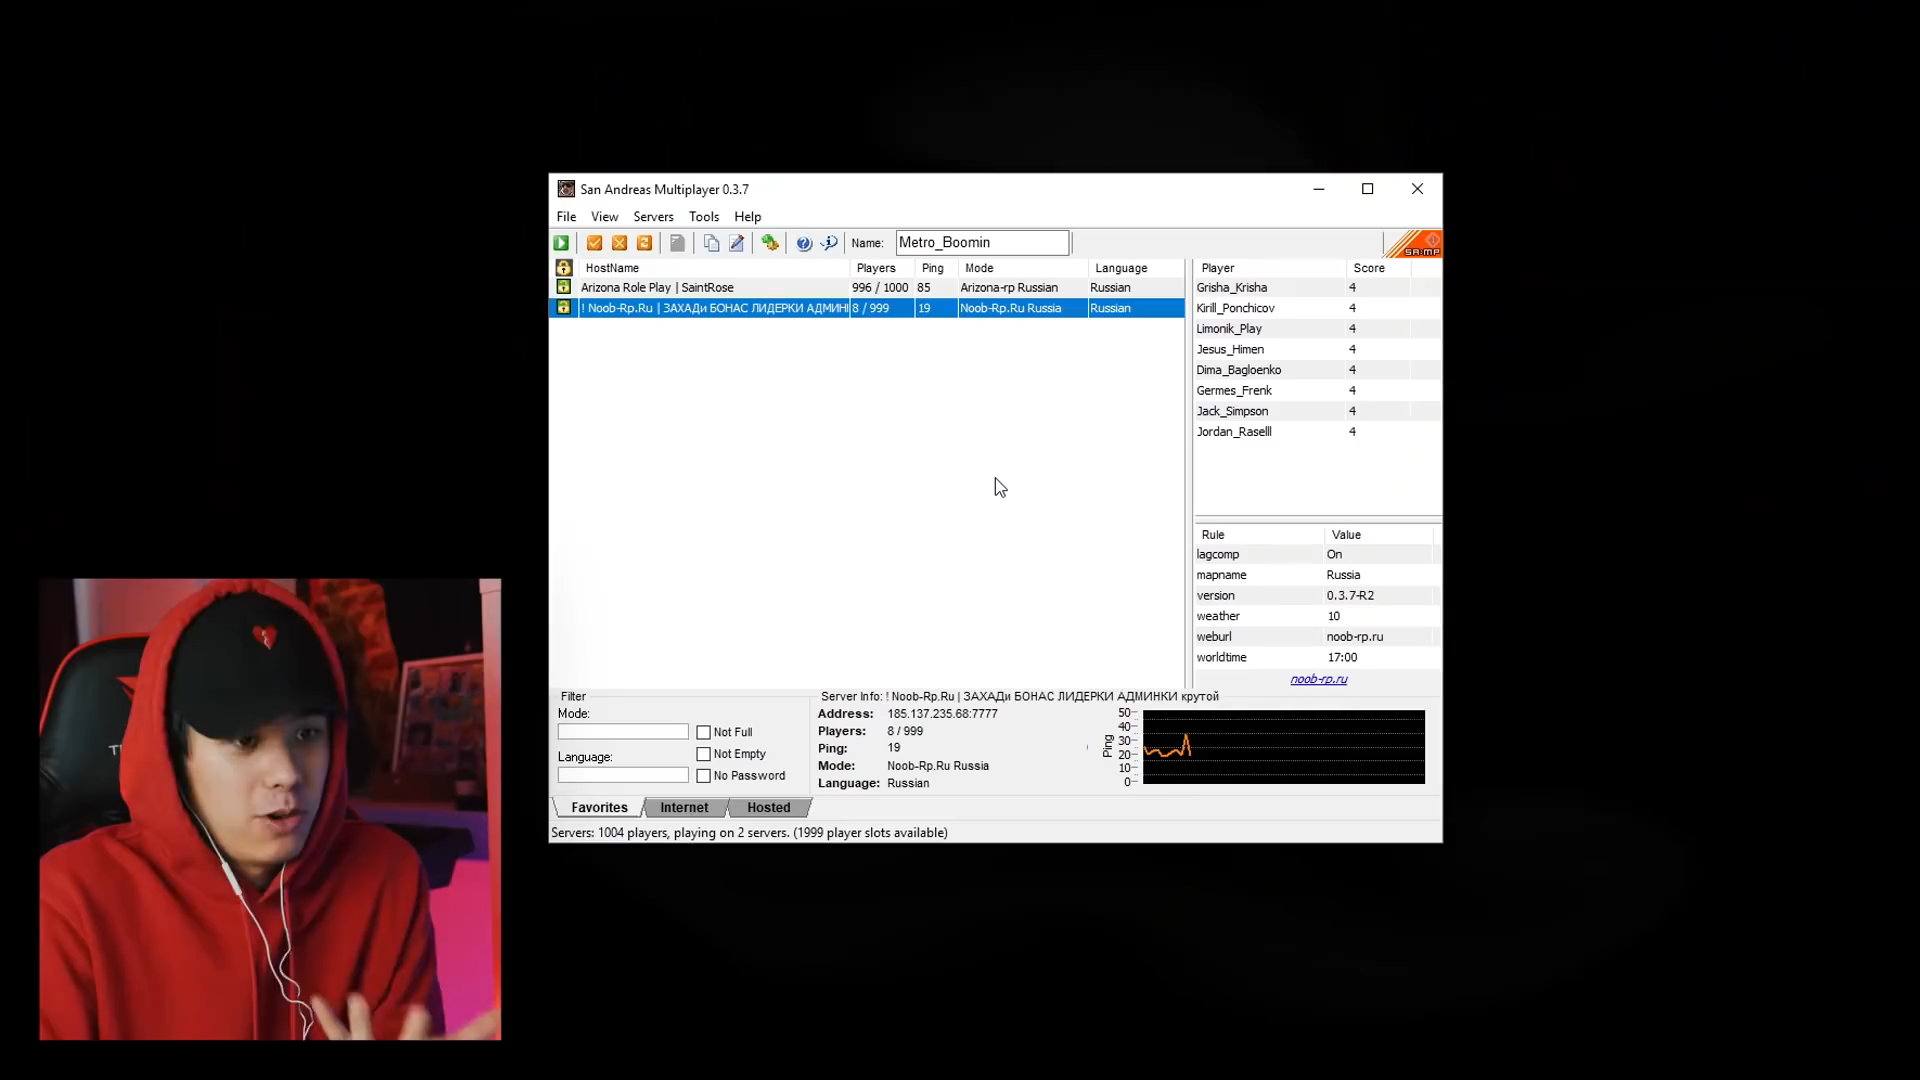 San Andreas Multiplayer 0.3.7
File View Servers Tools Help
Name: Metro_Boomin
SA:MP
HostName Players Ping Mode Language
Arizona Role Play | SaintRose 996 / 1000 85 Arizona-rp Russian Russian
! Noob-Rp.Ru | ЗАХАДи БОНАС ЛИДЕРКИ АДМИНІ 8 / 999 19 Noob-Rp.Ru Russia Russian
Player Score
Grisha_Krisha 4
Kirill_Ponchicov 4
Limonik_Play 4
Jesus_Himen 4
Dima_Bagloenko 4
Germes_Frenk 4
Jack_Simpson 4
Jordan_Raselll 4
Rule Value
lagcomp On
mapname Russia
version 0.3.7-R2
weather 10
weburl noob-rp.ru
worldtime 17:00
noob-rp.ru
Filter
Mode:
Language:
Not Full
Not Empty
No Password
Server Info: ! Noob-Rp.Ru | ЗАХАДи БОНАС ЛИДЕРКИ АДМИНКИ крутой
Address: 185.137.235.68:7777
Players: 8 / 999
Ping: 19
Mode: Noob-Rp.Ru Russia
Language: Russian
Ping
50
40
30
20
10
0
Favorites Internet Hosted
Servers: 1004 players, playing on 2 servers. (1999 player slots available)